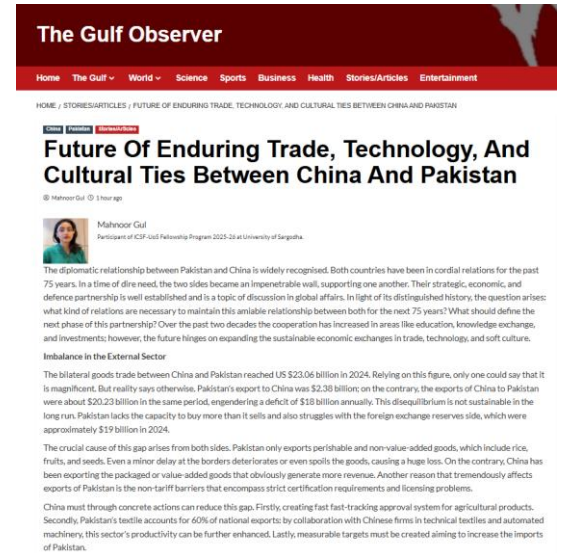 The Gulf Observer
Home The Gulf World Science Sports Business Health Stories/Articles Entertainment
HOME / STORIES/ARTICLES / FUTURE OF ENDURING TRADE, TECHNOLOGY, AND CULTURAL TIES BETWEEN CHINA AND PAKISTAN
China Pakistan Stories/Articles
Future Of Enduring Trade, Technology, And
Cultural Ties Between China And Pakistan
Mahnoor Gul 1 hour ago
Mahnoor Gul
Participant of ICSF-UoS Fellowship Program 2025-26 at University of Sargodha.
The diplomatic relationship between Pakistan and China is widely recognised. Both countries have been in cordial relations for the past
75 years. In a time of dire need, the two sides became an impenetrable wall, supporting one another. Their strategic, economic, and
defence partnership is well established and is a topic of discussion in global affairs. In light of its distinguished history, the question arises:
what kind of relations are necessary to maintain this amiable relationship between both for the next 75 years? What should define the
next phase of this partnership? Over the past two decades the cooperation has increased in areas like education, knowledge exchange,
and investments; however, the future hinges on expanding the sustainable economic exchanges in trade, technology, and soft culture.
Imbalance in the External Sector
The bilateral goods trade between China and Pakistan reached US $23.06 billion in 2024. Relying on this figure, only one could say that it
is magnificent. But reality says otherwise, Pakistan's export to China was $2.38 billion; on the contrary, the exports of China to Pakistan
were about $20.23 billion in the same period, engendering a deficit of $18 billion annually. This disequilibrium is not sustainable in the
long run. Pakistan lacks the capacity to buy more than it sells and also struggles with the foreign exchange reserves side, which were
approximately $19 billion in 2024.
The crucial cause of this gap arises from both sides. Pakistan only exports perishable and non-value-added goods, which include rice,
fruits, and seeds. Even a minor delay at the borders deteriorates or even spoils the goods, causing a huge loss. On the contrary, China has
been exporting the packaged or value-added goods that obviously generate more revenue. Another reason that tremendously affects
exports of Pakistan is the non-tariff barriers that encompass strict certification requirements and licensing problems.
China must through concrete actions can reduce this gap. Firstly, creating fast fast-tracking approval system for agricultural products.
Secondly, Pakistan's textile accounts for 60% of national exports: by collaboration with Chinese firms in technical textiles and automated
machinery, this sector's productivity can be further enhanced. Lastly, measurable targets must be created aiming to increase the imports
of Pakistan.